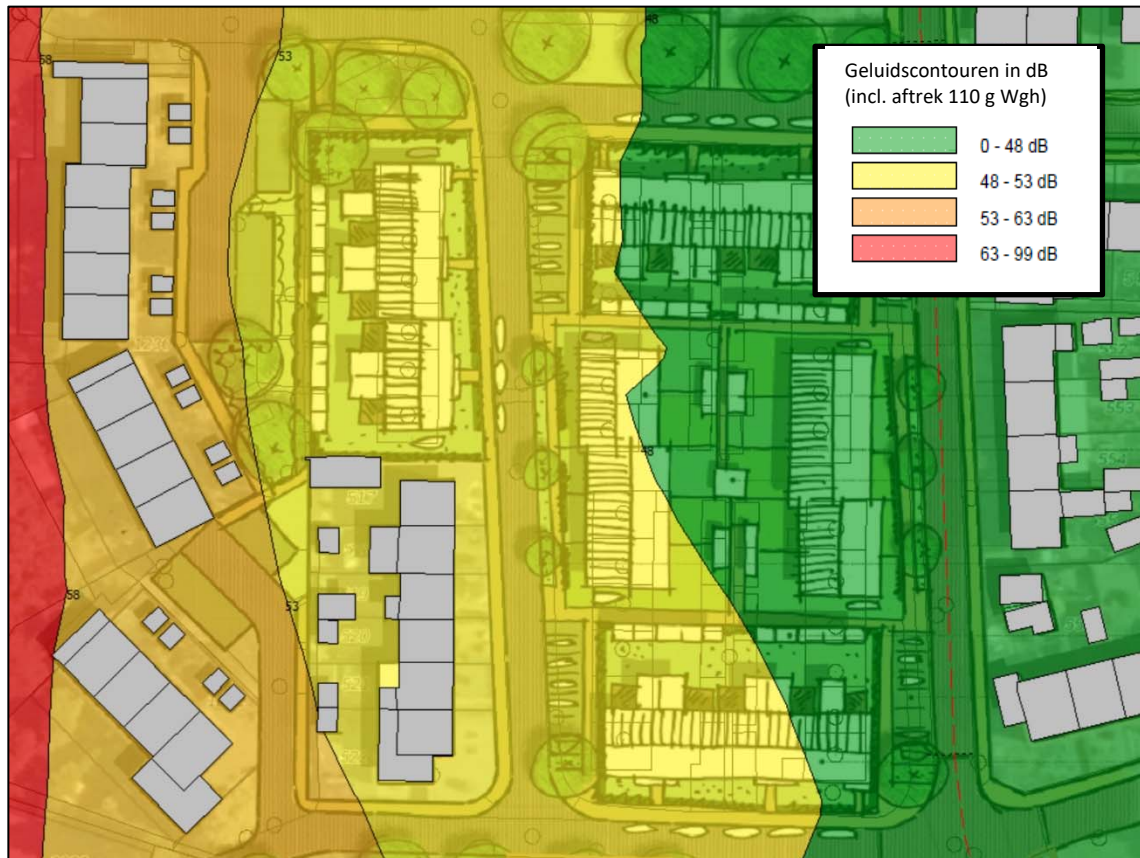 48
58
53
Geluidscontouren in dB
(incl. aftrek 110 g Wgh)
0 - 48 dB
48 - 53 dB
53 - 63 dB
63 - 99 dB
48
58
53